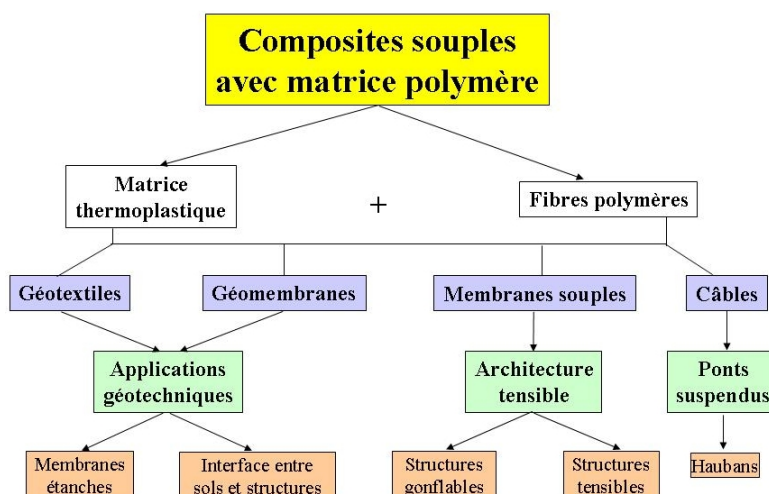 Composites souples
avec matrice polymère
Matrice
thermoplastique
+
Fibres polymères
Géotextiles
Géomembranes
Membranes souples
Câbles
Applications
géotechniques
Architecture
tensible
Ponts
suspendus
Membranes
étanches
Interface entre
sols et structures
Structures
gonflables
Structures
tensibles
Haubans